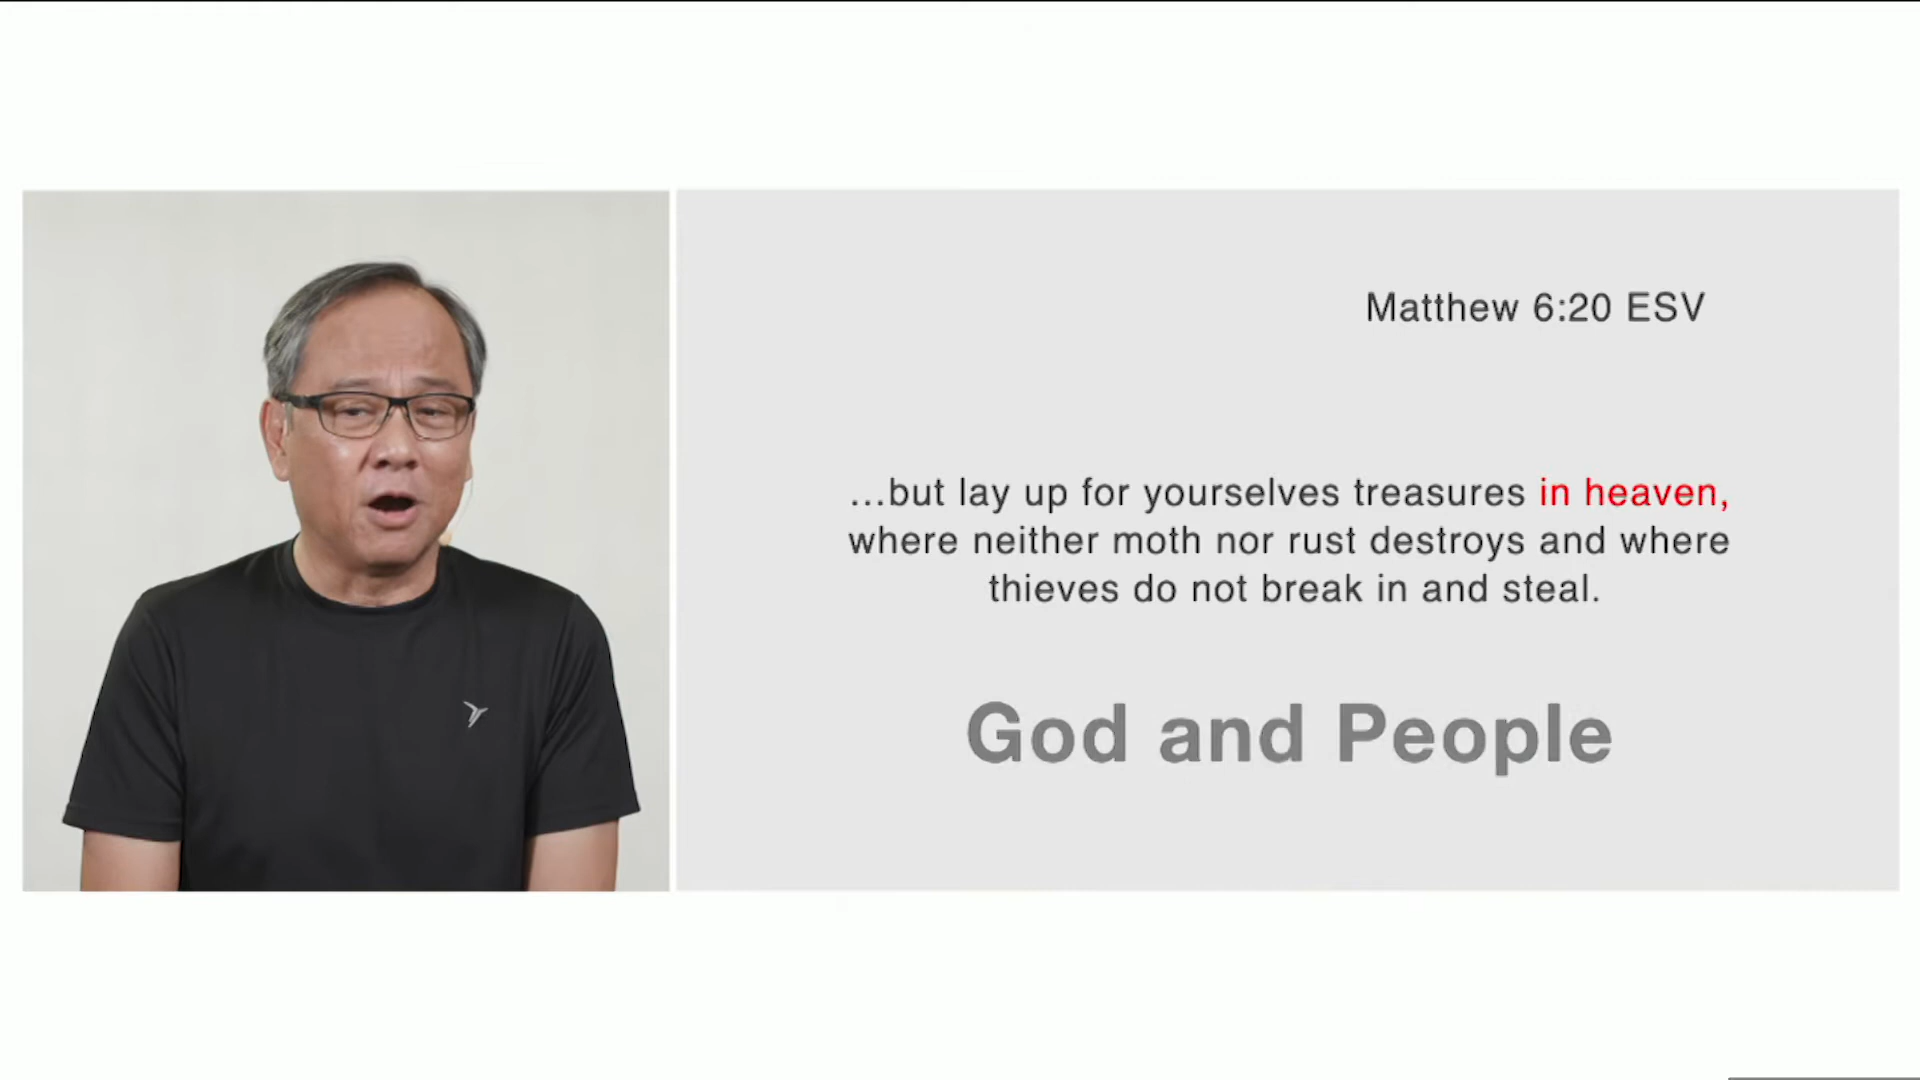 Matthew 6:20 ESV
...but lay up for yourselves treasures in heaven,
where neither moth nor rust destroys and where
thieves do not break in and steal.
God and People